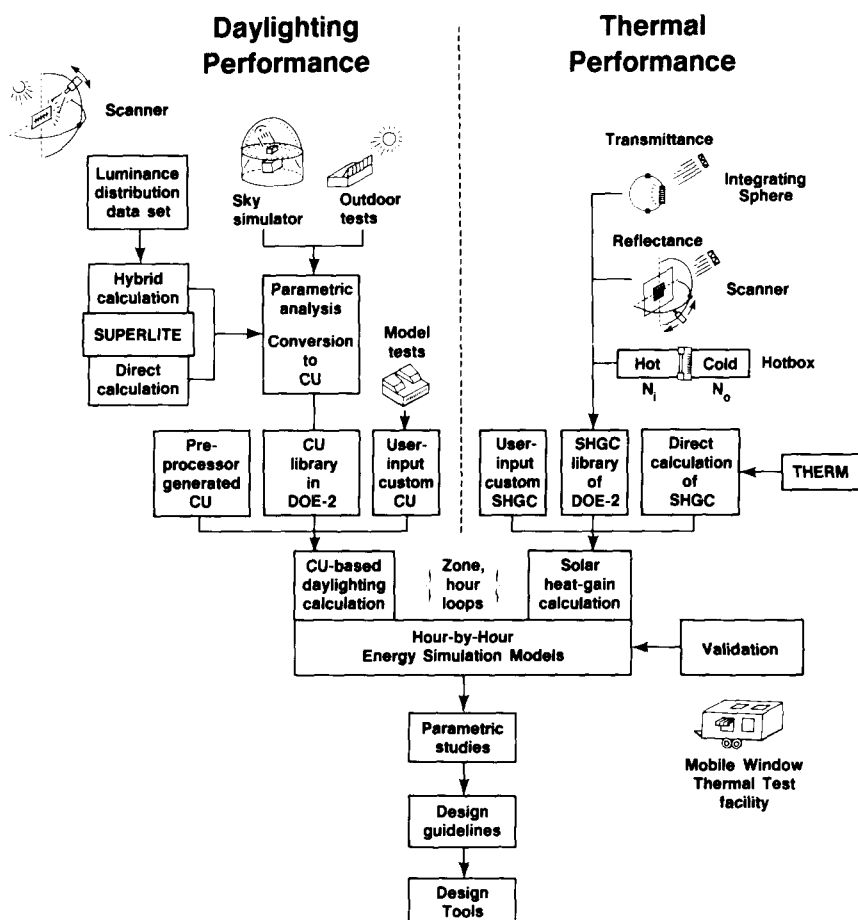 Daylighting
Performance
Thermal
Performance
Scanner
Luminance
distribution
data set
Sky
simulator
Outdoor
tests
Hybrid
calculation
SUPERLITE
Direct
calculation
Parametric
analysis
Conversion
to
CU
Model
tests
Pre-
processor
generated
CU
CU
library
in
DOE-2
User-
input
custom
CU
Transmittance
Integrating
Sphere
Reflectance
Scanner
Hot
Cold
Hotbox
Ni
No
User-
input
custom
SHGC
SHGC
library
of
DOE-2
Direct
calculation
of
SHGC
THERM
CU-based
daylighting
calculation
Zone,
hour
loops
Solar
heat-gain
calculation
Hour-by-Hour
Energy Simulation Models
Validation
Parametric
studies
Mobile Window
Thermal Test
facility
Design
guidelines
Design
Tools